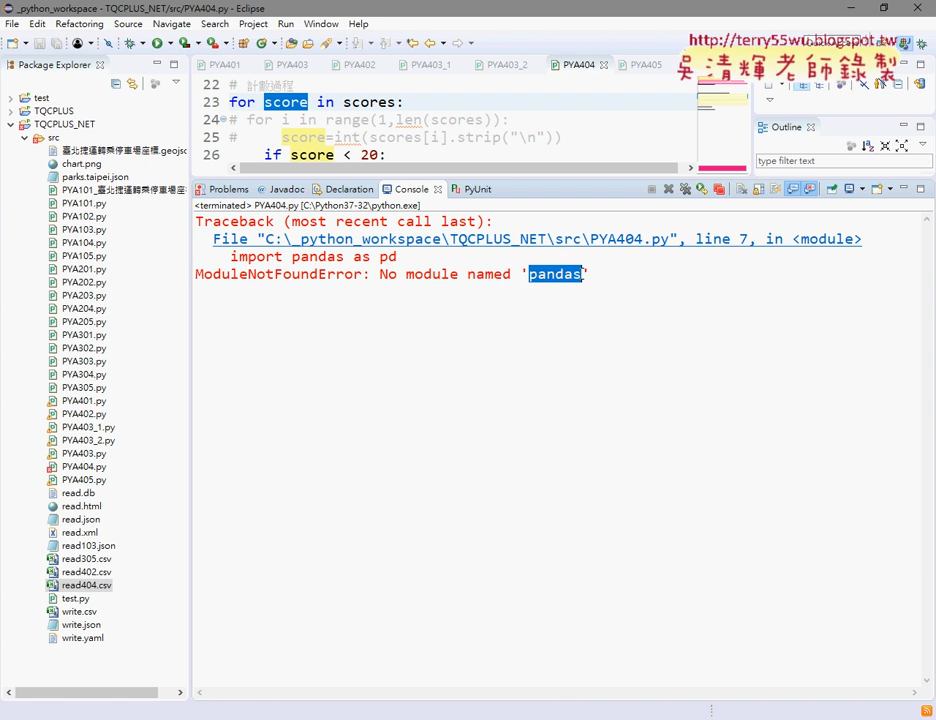 _python_workspace - TQCPLUS_NET/src/PYA404.py - Eclipse
File Edit Refactoring Source Navigate Search Project Run Window Help
http://terry55wu.blogspot.tw
吳清輝老師錄製
Package Explorer
PYA401 PYA403 PYA402 PYA403_1 PYA403_2 PYA404 PYA405
test
TQCPLUS
TQCPLUS_NET
src
臺北捷運轉乘停車場座標.geojson
chart.png
parks.taipei.json
PYA101_臺北捷運轉乘停車場座
PYA101.py
PYA102.py
PYA103.py
PYA104.py
PYA105.py
PYA201.py
PYA202.py
PYA203.py
PYA204.py
PYA205.py
PYA301.py
PYA302.py
PYA303.py
PYA304.py
PYA305.py
PYA401.py
PYA402.py
PYA403_1.py
PYA403_2.py
PYA403.py
PYA404.py
PYA405.py
read.db
read.html
read.json
read.xml
read103.json
read305.csv
read402.csv
read404.csv
test.py
write.csv
write.json
write.yaml
22 # 計數過程
23 for score in scores:
24 # for i in range(1,len(scores)):
25 #     score=int(scores[i].strip("\n"))
26     if score < 20:
Outline
type filter text
Problems Javadoc Declaration Console PyUnit
<terminated> PYA404.py [C:\Python37-32\python.exe]
Traceback (most recent call last):
  File "C:\_python_workspace\TQCPLUS_NET\src\PYA404.py", line 7, in <module>
    import pandas as pd
ModuleNotFoundError: No module named 'pandas'